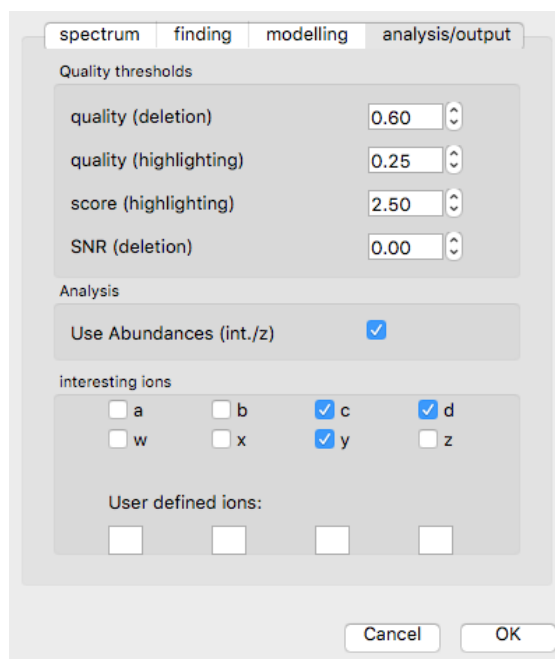 spectrum finding modelling analysis/output
Quality thresholds
quality (deletion) 0.60
quality (highlighting) 0.25
score (highlighting) 2.50
SNR (deletion) 0.00
Analysis
Use Abundances (int./z)
interesting ions
a b c d
w x y z
User defined ions:
Cancel OK